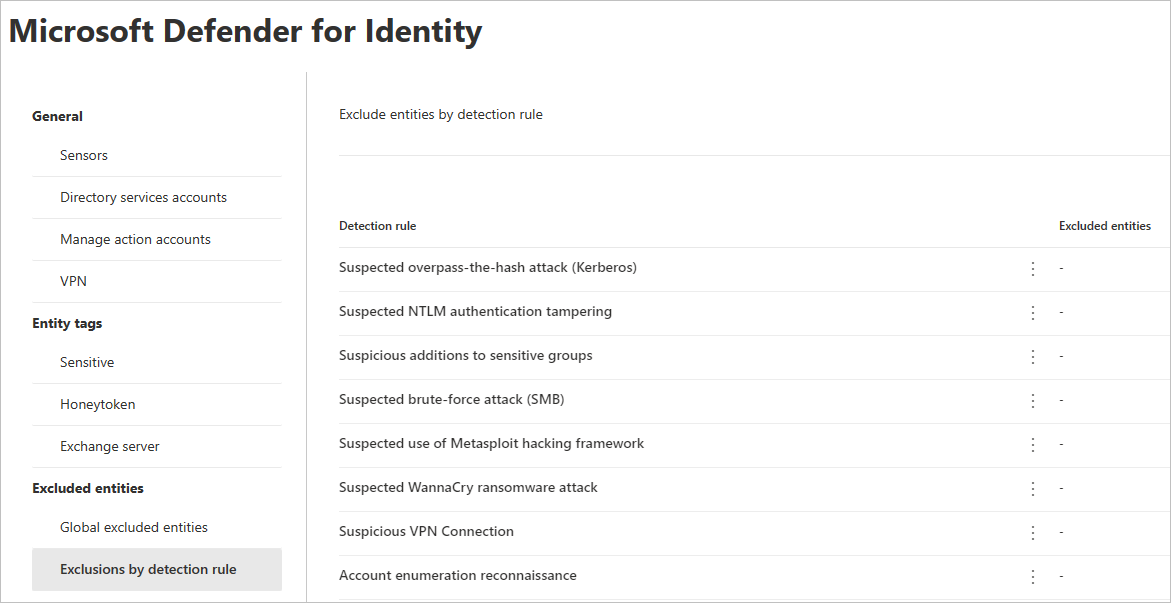 Microsoft Defender for Identity
General
Sensors
Directory services accounts
Manage action accounts
VPN
Entity tags
Sensitive
Honeytoken
Exchange server
Excluded entities
Global excluded entities
Exclusions by detection rule
Exclude entities by detection rule
Detection rule Excluded entities
Suspected overpass-the-hash attack (Kerberos) -
Suspected NTLM authentication tampering -
Suspicious additions to sensitive groups -
Suspected brute-force attack (SMB) -
Suspected use of Metasploit hacking framework -
Suspected WannaCry ransomware attack -
Suspicious VPN Connection -
Account enumeration reconnaissance -